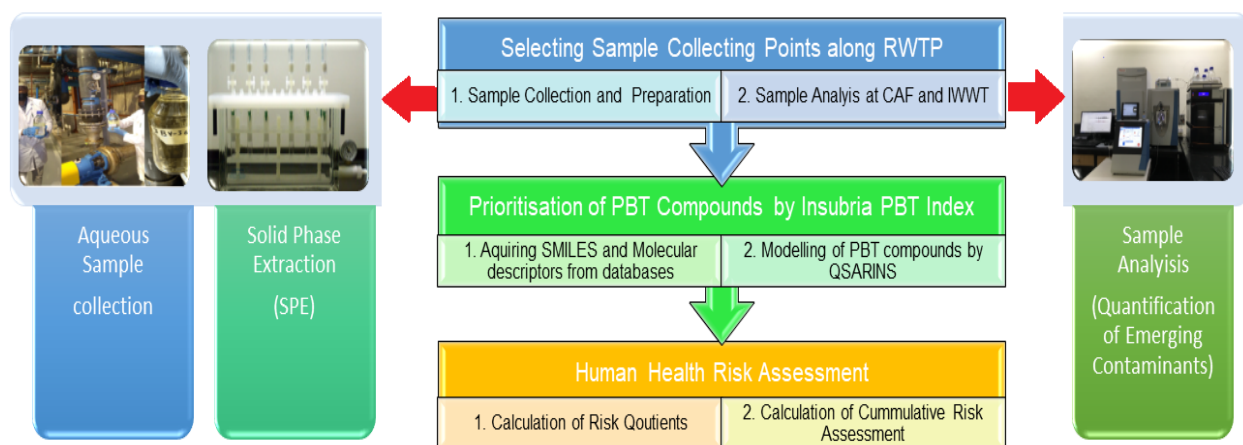 Aqueous
Sample
collection
Solid Phase
Extraction
(SPE)
Selecting Sample Collecting Points along RWTP
1. Sample Collection and Preparation
2. Sample Analyis at CAF and IWWT
Prioritisation of PBT Compounds by Insubria PBT Index
1. Aquiring SMILES and Molecular
descriptors from databases
2. Modelling of PBT compounds by
QSARINS
Human Health Risk Assessment
1. Calculation of Risk Qoutients
2. Calculation of Cummulative Risk
Assessment
Sample
Analyisis
(Quantification
of Emerging
Contaminants)